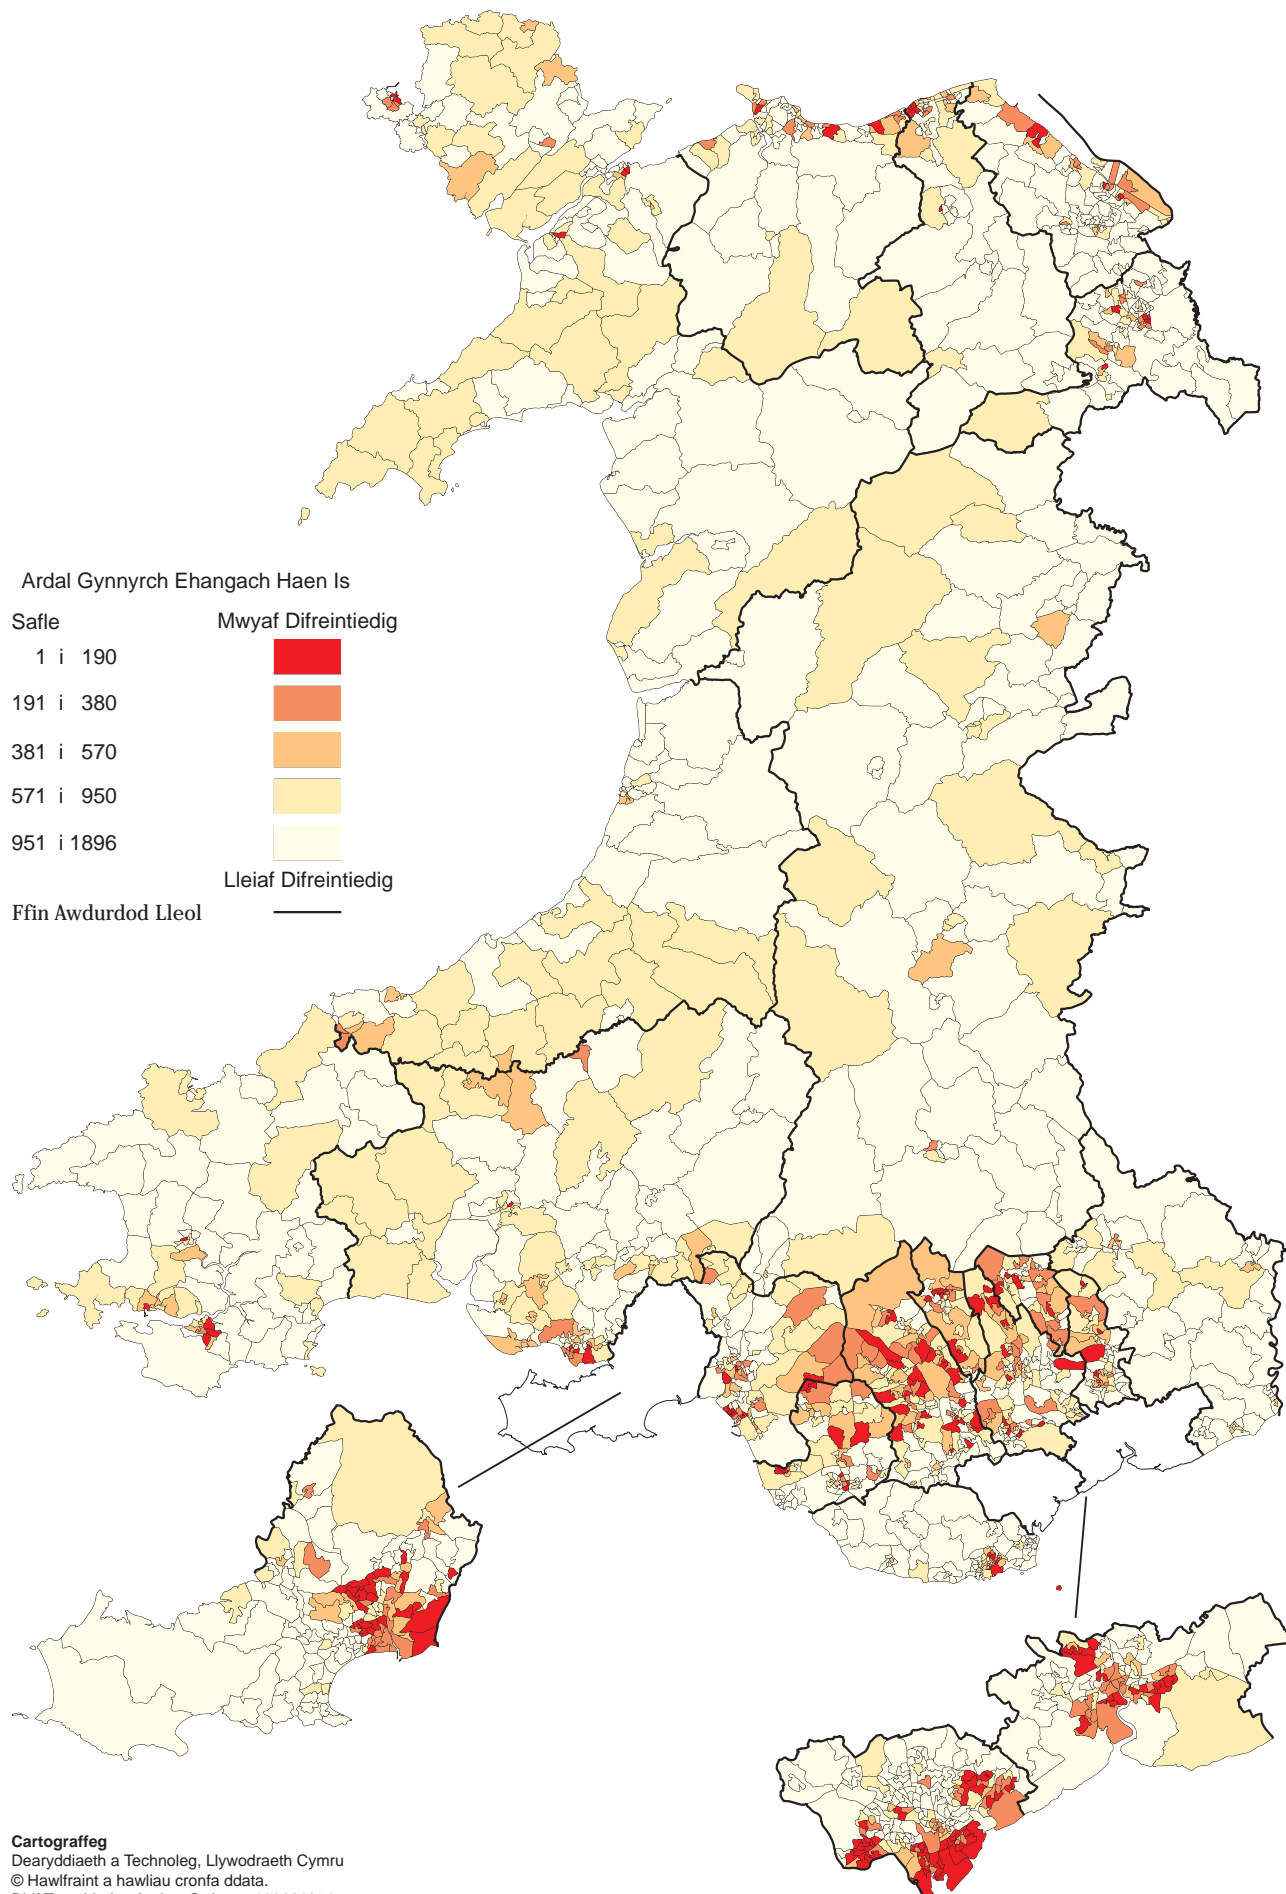 Ardal Gynnyrch Ehangach Haen Is
Safle Mwyaf Difreintiedig
1 i 190
191 i 380
381 i 570
571 i 950
951 i 1896
Lleiaf Difreintiedig
Ffin Awdurdod Lleol
Cartograffeg
Dearyddiaeth a Technoleg, Llywodraeth Cymru
© Hawlfraint a hawliau cronfa ddata.